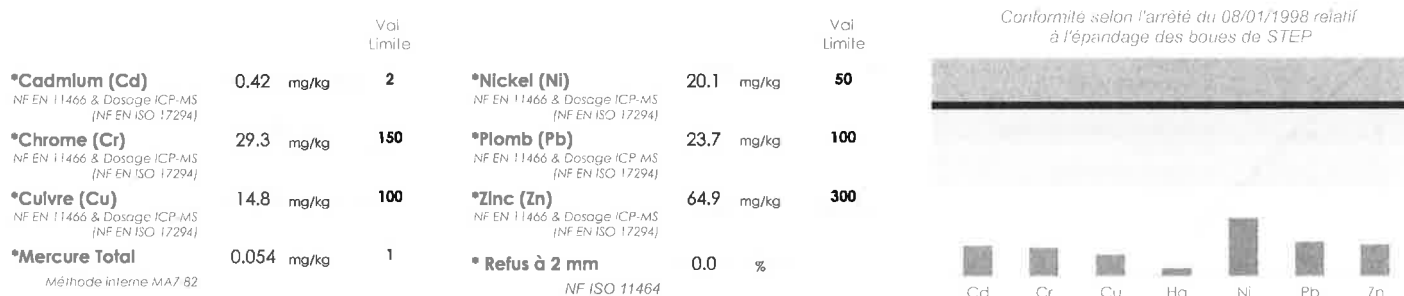 Val
Limite
*Cadmium (Cd) 0.42 mg/kg 2
NF EN 11466 & Dosage ICP-MS
(NF EN ISO 17294)
*Chrome (Cr) 29.3 mg/kg 150
NF EN 11466 & Dosage ICP-MS
(NF EN ISO 17294)
*Cuivre (Cu) 14.8 mg/kg 100
NF EN 11466 & Dosage ICP-MS
(NF EN ISO 17294)
*Mercure Total 0.054 mg/kg 1
Méthode interne MA7-82
Val
Limite
*Nickel (Ni) 20.1 mg/kg 50
NF EN 11466 & Dosage ICP-MS
(NF EN ISO 17294)
*Plomb (Pb) 23.7 mg/kg 100
NF EN 11466 & Dosage ICP-MS
(NF EN ISO 17294)
*Zinc (Zn) 64.9 mg/kg 300
NF EN 11466 & Dosage ICP-MS
(NF EN ISO 17294)
* Refus à 2 mm 0.0 %
NF ISO 11464
Conformité selon l'arrêté du 08/01/1998 relatif
à l'épandage des boues de STEP
Cd Cr Cu Hg Ni Pb Zn